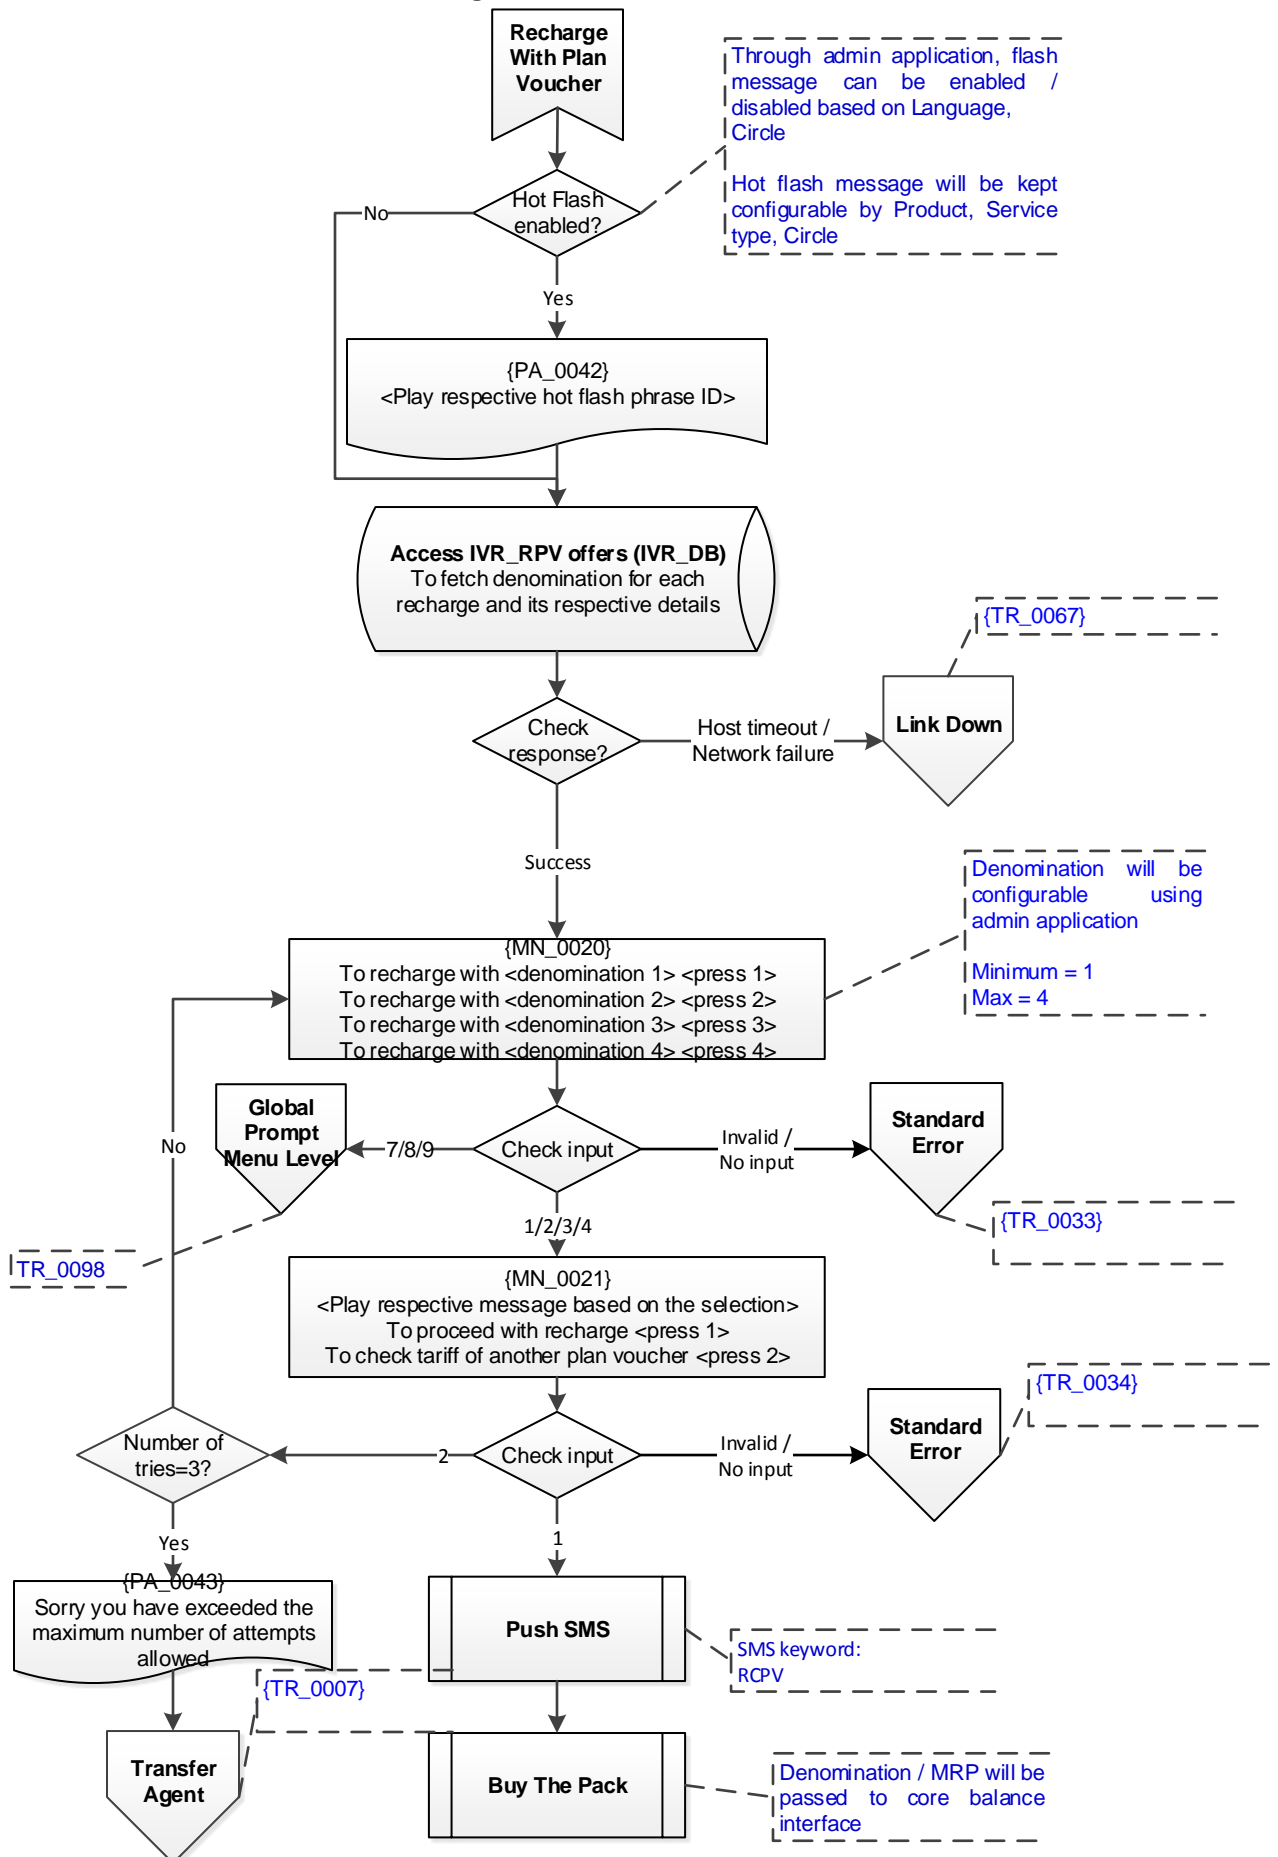 Recharge
With Plan
Voucher
Through admin application, flash
message can be enabled /
disabled based on Language,
Circle
Hot flash message will be kept
configurable by Product, Service
type, Circle
Hot Flash
enabled?
No
Yes
{PA_0042}
<Play respective hot flash phrase ID>
Access IVR_RPV offers (IVR_DB)
To fetch denomination for each
recharge and its respective details
{TR_0067}
Link Down
Check
response?
Host timeout /
Network failure
Success
Denomination will be
configurable using
admin application
Minimum = 1
Max = 4
{MN_0020}
To recharge with <denomination 1> <press 1>
To recharge with <denomination 2> <press 2>
To recharge with <denomination 3> <press 3>
To recharge with <denomination 4> <press 4>
Global
Prompt
Menu Level
No
7/8/9
Check input
Invalid /
No input
Standard
Error
1/2/3/4
{TR_0033}
TR_0098
{MN_0021}
<Play respective message based on the selection>
To proceed with recharge <press 1>
To check tariff of another plan voucher <press 2>
{TR_0034}
Number of
tries=3?
2
Check input
Invalid /
No input
Standard
Error
1
Yes
{PA_0043}
Sorry you have exceeded the
maximum number of attempts
allowed
Push SMS
SMS keyword:
RCPV
{TR_0007}
Transfer
Agent
Buy The Pack
Denomination / MRP will be
passed to core balance
interface